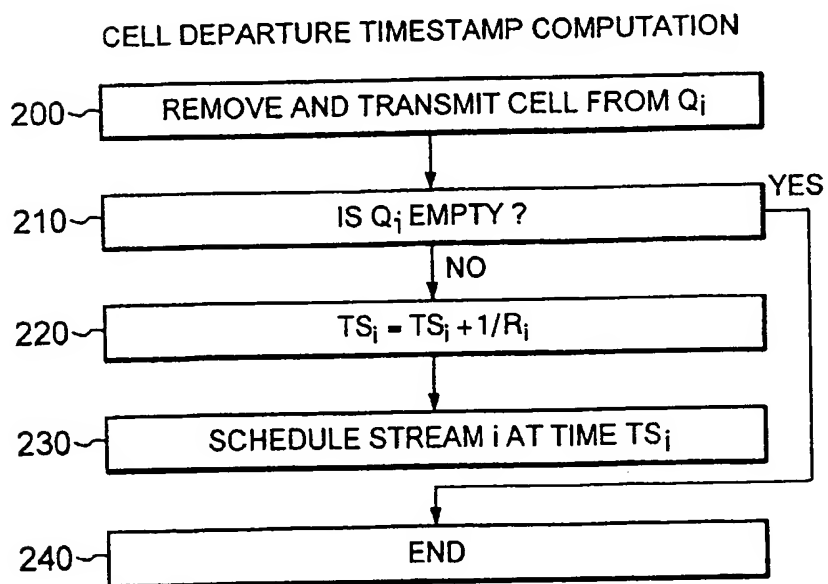 CELL DEPARTURE TIMESTAMP COMPUTATION
200 REMOVE AND TRANSMIT CELL FROM Qi
YES
210 IS Qi EMPTY ?
NO
220 TSi = TSi + 1/Ri
230 SCHEDULE STREAM i AT TIME TSi
240 END